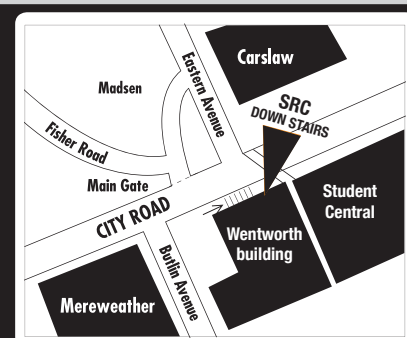 Carslaw
Eastern Avenue
Madsen
SRC
DOWN STAIRS
Fisher Road
Main Gate
Student
Central
CITY ROAD
Wentworth
building
Butlin Avenue
Mereweather